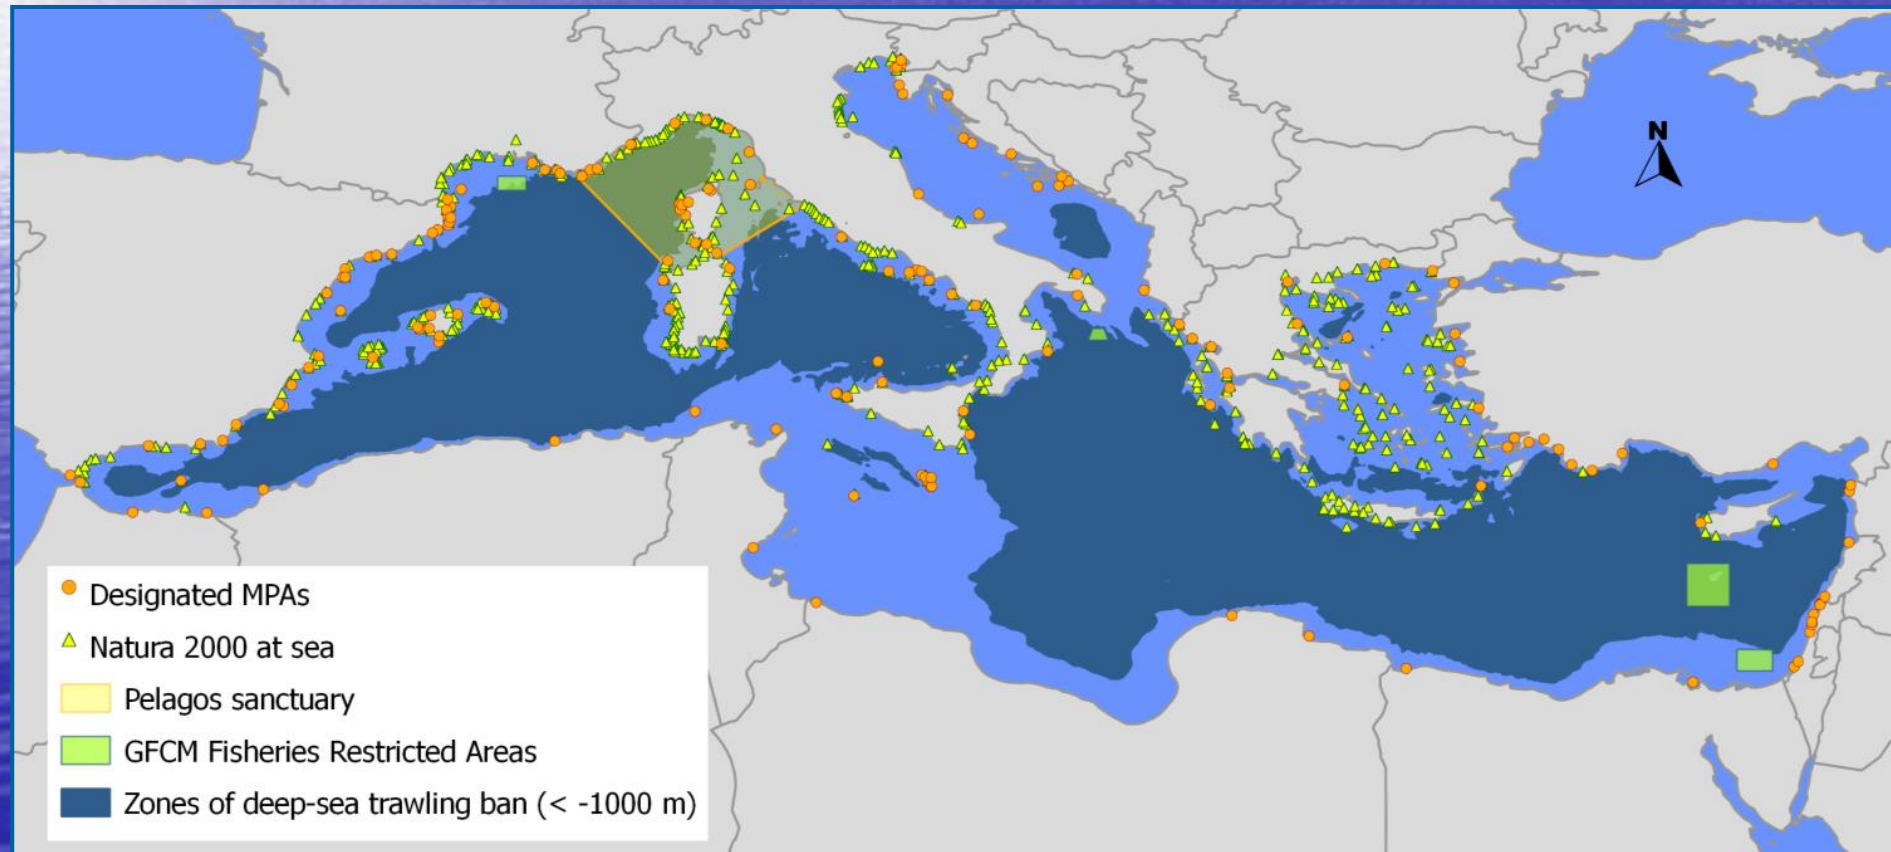 N
Designated MPAs
Natura 2000 at sea
Pelagos sanctuary
GFCM Fisheries Restricted Areas
Zones of deep-sea trawling ban (< -1000 m)